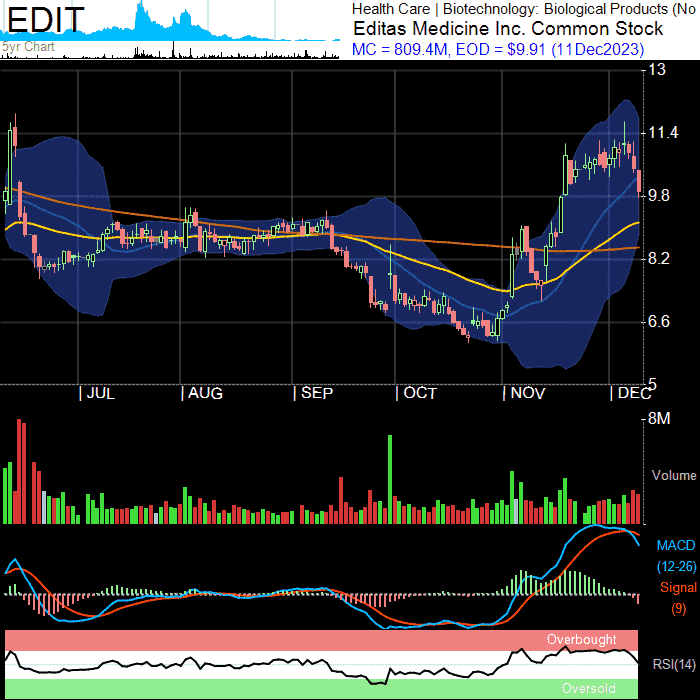 EDIT
5yr Chart
Health Care | Biotechnology: Biological Products (No
Editas Medicine Inc. Common Stock
MC = 809.4M, EOD = $9.91 (11Dec2023)
13
11.4
9.8
8.2
6.6
5
| JUL | AUG | SEP | OCT | NOV | DEC
8M
Volume
MACD
(12-26)
Signal
(9)
Overbought
RSI(14)
Oversold